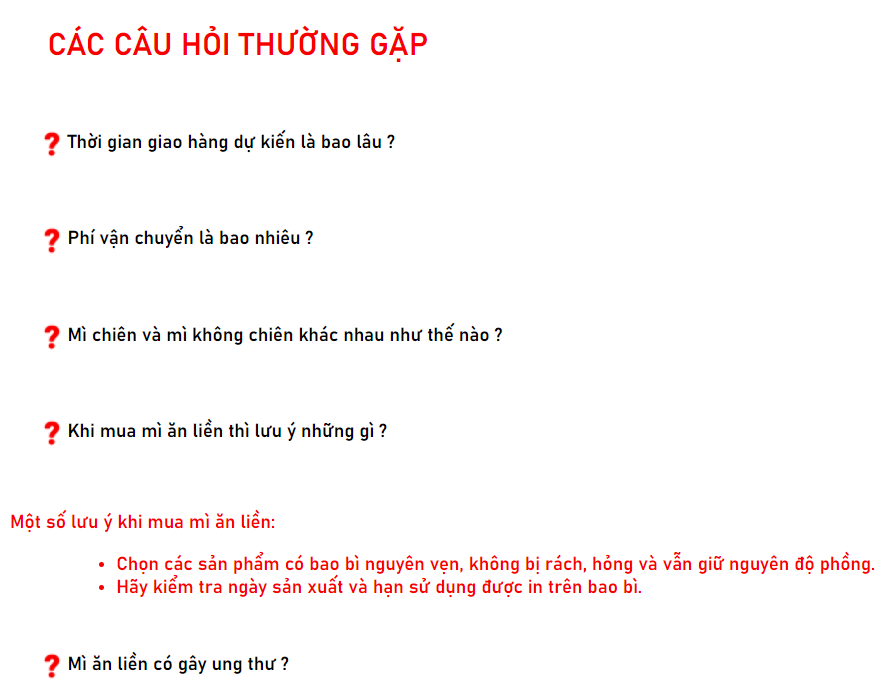 CÁC CÂU HỎI THƯỜNG GẶP
❓ Thời gian giao hàng dự kiến là bao lâu ?
❓ Phí vận chuyển là bao nhiêu ?
❓ Mì chiên và mì không chiên khác nhau như thế nào ?
❓ Khi mua mì ăn liền thì lưu ý những gì ?
Một số lưu ý khi mua mì ăn liền:
• Chọn các sản phẩm có bao bì nguyên vẹn, không bị rách, hỏng và vẫn giữ nguyên độ phồng.
• Hãy kiểm tra ngày sản xuất và hạn sử dụng được in trên bao bì.
❓ Mì ăn liền có gây ung thư ?